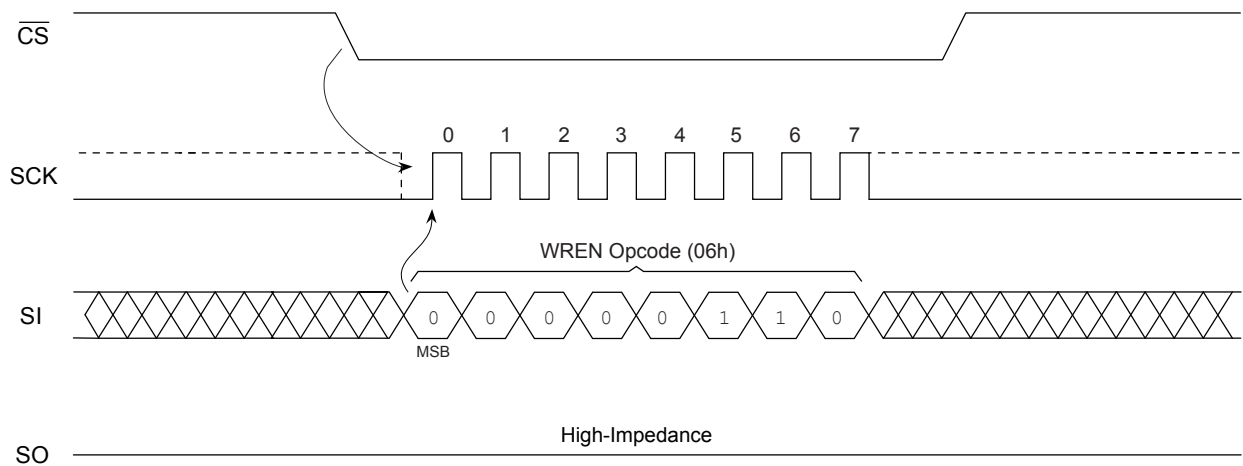 C̅S̅
0 1 2 3 4 5 6 7
SCK
WREN Opcode (06h)
SI
0 0 0 0 0 1 1 0
MSB
High-Impedance
SO